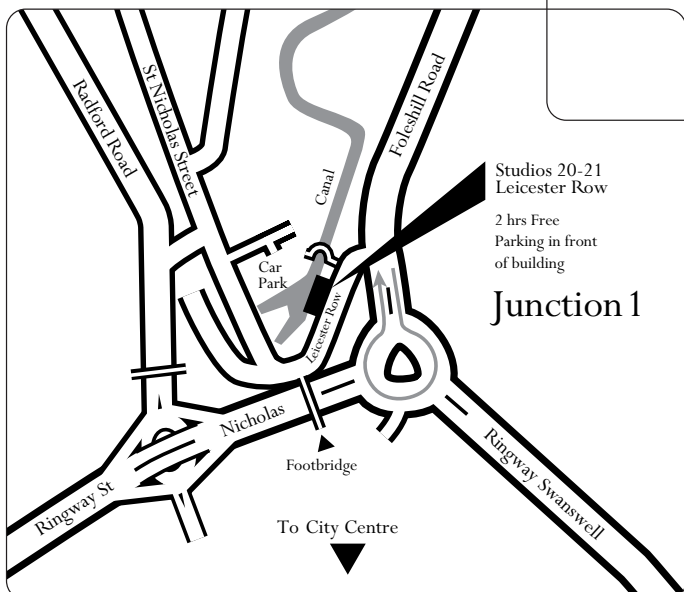 Radford Road
St Nicholas Street
Canal
Foleshill Road
Studios 20-21
Leicester Row
2 hrs Free
Parking in front
of building
Junction 1
Car
Park
Leicester Row
Nicholas
Ringway St
Footbridge
Ringway Swanswell
To City Centre